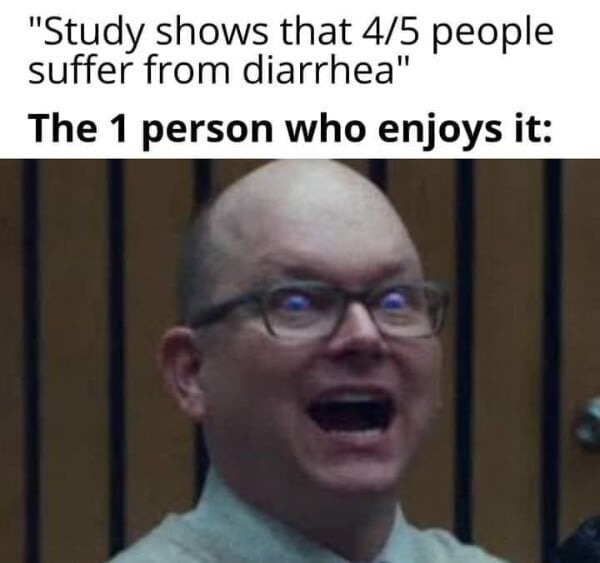 "Study shows that 4/5 people
suffer from diarrhea"
The 1 person who enjoys it: